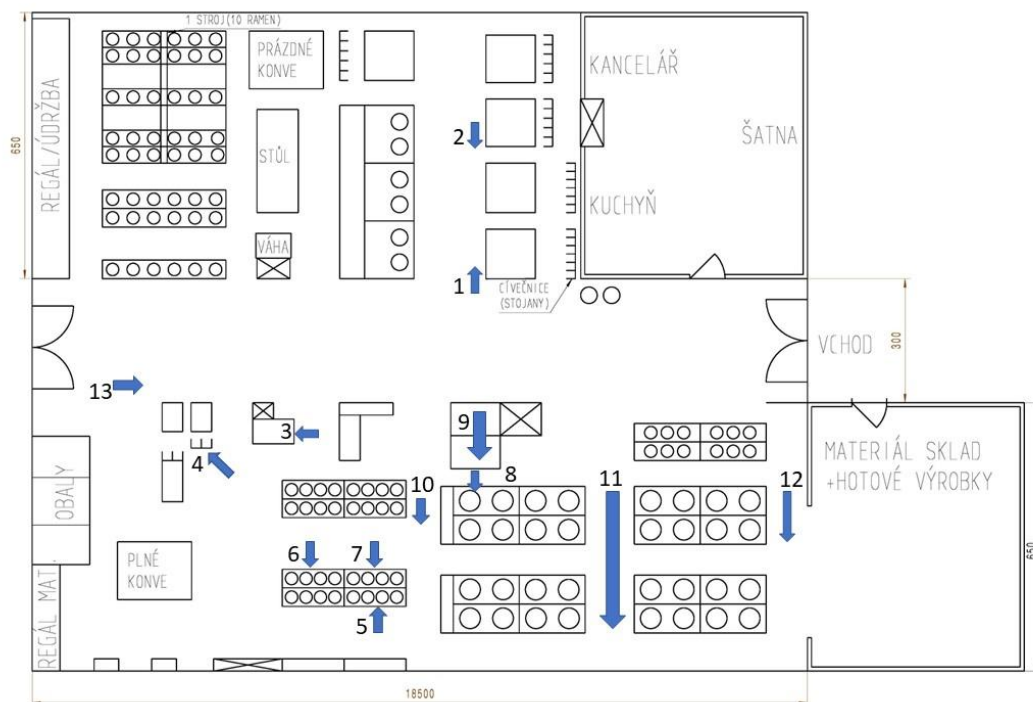 1 STROJ(10 RAMEN)
PRÁZDNÉ
KONVE
KANCELÁŘ
ŠATNA
KUCHYŇ
REGÁL/ÚDRŽBA
650
STŮL
VÁHA
2
1
CÍVEČNICE
(STOJANY)
VCHOD
300
13
3
4
9
8
10
11
12
MATERIÁL SKLAD
+HOTOVÉ VÝROBKY
OBALY
PLNÉ
KONVE
6
7
5
REGÁL MAT.
650
18500